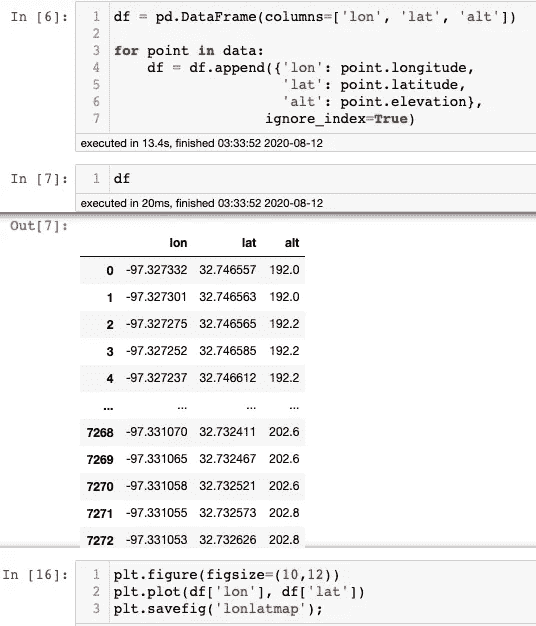 In [6]: 1 df = pd.DataFrame(columns=['lon', 'lat', 'alt'])
2
3 for point in data:
4 df = df.append({'lon': point.longitude,
5 'lat': point.latitude,
6 'alt': point.elevation},
7 ignore_index=True)
executed in 13.4s, finished 03:33:52 2020-08-12
In [7]: 1 df
executed in 20ms, finished 03:33:52 2020-08-12
Out[7]:
lon lat alt
0 -97.327332 32.746557 192.0
1 -97.327301 32.746563 192.0
2 -97.327275 32.746565 192.2
3 -97.327252 32.746585 192.2
4 -97.327237 32.746612 192.2
... ... ... ...
7268 -97.331070 32.732411 202.6
7269 -97.331065 32.732467 202.6
7270 -97.331058 32.732521 202.6
7271 -97.331055 32.732573 202.8
7272 -97.331053 32.732626 202.8
In [16]: 1 plt.figure(figsize=(10,12))
2 plt.plot(df['lon'], df['lat'])
3 plt.savefig('lonlatmap');